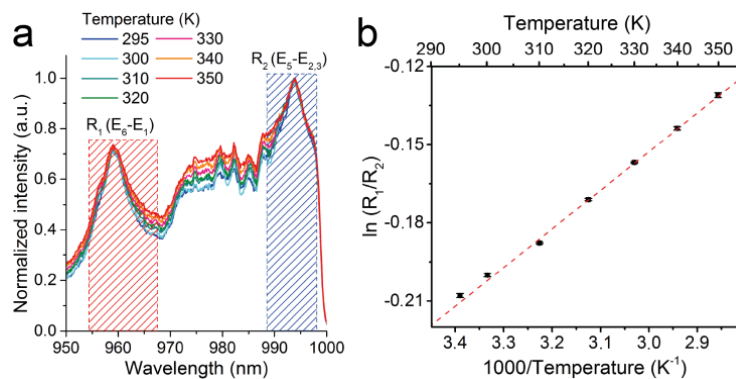 a
Temperature (K)
295 330
300 340
310 350
320
R₁ (E₆–E₁)
R₂ (E₅–E₂,₃)
Normalized intensity (a.u.)
1.0
0.8
0.6
0.4
0.2
0.0
950 960 970 980 990 1000
Wavelength (nm)
b
Temperature (K)
290 300 310 320 330 340 350
ln (R₁/R₂)
-0.12
-0.15
-0.18
-0.21
3.4 3.3 3.2 3.1 3.0 2.9
1000/Temperature (K⁻¹)